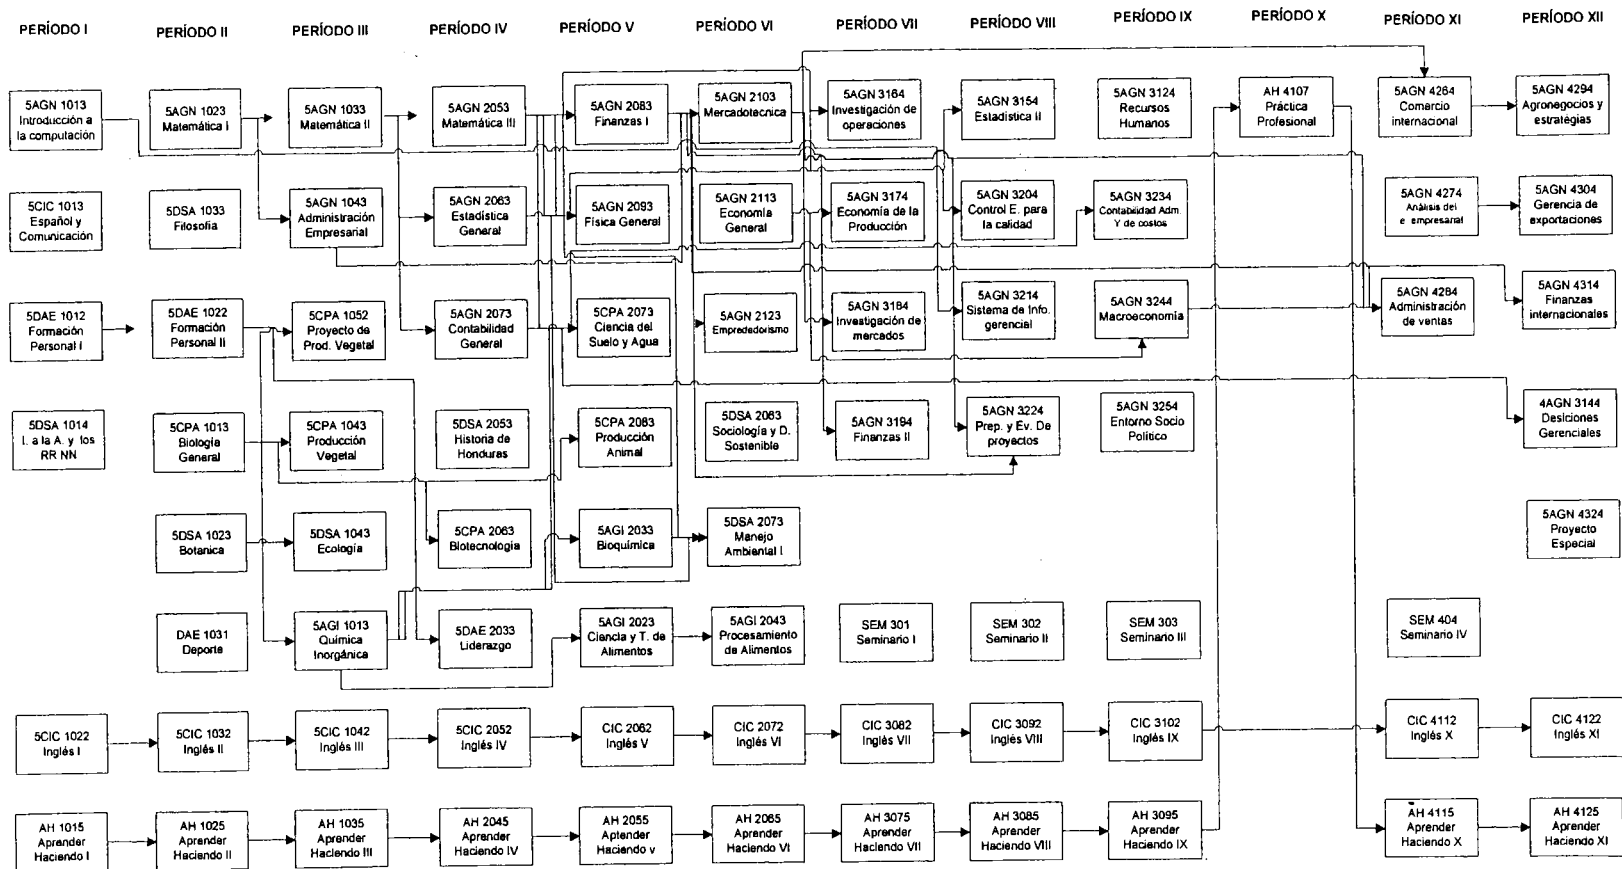 PERÍODO I
PERÍODO II
PERÍODO III
PERÍODO IV
PERÍODO V
PERÍODO VI
PERÍODO VII
PERÍODO VIII
PERÍODO IX
PERÍODO X
PERÍODO XI
PERÍODO XII
5AGN 1013
Introducción a
la computación
5AGN 1023
Matemática I
5AGN 1033
Matemática II
5AGN 2053
Matemática III
5AGN 2083
Finanzas I
5AGN 2103
Mercadotecnica
5AGN 3164
Investigación de
operaciones
5AGN 3154
Estadística II
5AGN 3124
Recursos
Humanos
AH 4107
Práctica
Profesional
5AGN 4264
Comercio
internacional
5AGN 4294
Agronegocios y
estratégias
5CIC 1013
Español y
Comunicación
5DSA 1033
Filosofía
5AGN 1043
Administración
Empresarial
5AGN 2063
Estadística
General
5AGN 2093
Física General
5AGN 2113
Economía
General
5AGN 3174
Economía de la
Producción
5AGN 3204
Control E. para
la calidad
5AGN 3234
Contabilidad Adm.
Y de costos
5AGN 4274
Análisis del
e. empresarial
5AGN 4304
Gerencia de
exportaciones
5DAE 1012
Formación
Personal I
5DAE 1022
Formación
Personal II
5CPA 1052
Proyecto de
Prod. Vegetal
5AGN 2073
Contabilidad
General
5CPA 2073
Ciencia del
Suelo y Agua
5AGN 2123
Empredédorismo
5AGN 3184
Investigación de
mercados
5AGN 3214
Sistema de Info.
gerencial
5AGN 3244
Macroeconomía
5AGN 4284
Administración
de ventas
5AGN 4314
Finanzas
internacionales
5DSA 1014
I. a la A. y los
RR NN
5CPA 1013
Biología
General
5CPA 1043
Producción
Vegetal
5DSA 2053
Historia de
Honduras
5CPA 2083
Producción
Animal
5DSA 2063
Sociología y D.
Sostenible
5AGN 3194
Finanzas II
5AGN 3224
Prep. y Ev. De
proyectos
5AGN 3254
Entorno Socio
Político
4AGN 3144
Desiciones
Gerenciales
5DSA 1023
Botanica
5DSA 1043
Ecología
5CPA 2063
Biotecnología
5AGI 2033
Bioquímica
5DSA 2073
Manejo
Ambiental I
5AGN 4324
Proyecto
Especial
DAE 1031
Deporte
5AGI 1013
Química
Inorgánica
5DAE 2033
Liderazgo
5AGI 2023
Ciencia y T. de
Alimentos
5AGI 2043
Procesamiento
de Alimentos
SEM 301
Seminario I
SEM 302
Seminario II
SEM 303
Seminario III
SEM 404
Seminario IV
5CIC 1022
Inglés I
5CIC 1032
Inglés II
5CIC 1042
Inglés III
5CIC 2052
Inglés IV
CIC 2062
Inglés V
CIC 2072
Inglés VI
CIC 3082
Inglés VII
CIC 3092
Inglés VIII
CIC 3102
Inglés IX
CIC 4112
Inglés X
CIC 4122
Inglés XI
AH 1015
Aprender
Haciendo I
AH 1025
Aprender
Haciendo II
AH 1035
Aprender
Haciendo III
AH 2045
Aprender
Haciendo IV
AH 2055
Aptender
Haciendo v
AH 2065
Aprender
Haciendo VI
AH 3075
Aprender
Haciendo VII
AH 3085
Aprender
Haciendo VIII
AH 3095
Aprender
Haciendo IX
AH 4115
Aprender
Haciendo X
AH 4125
Aprender
Haciendo XI